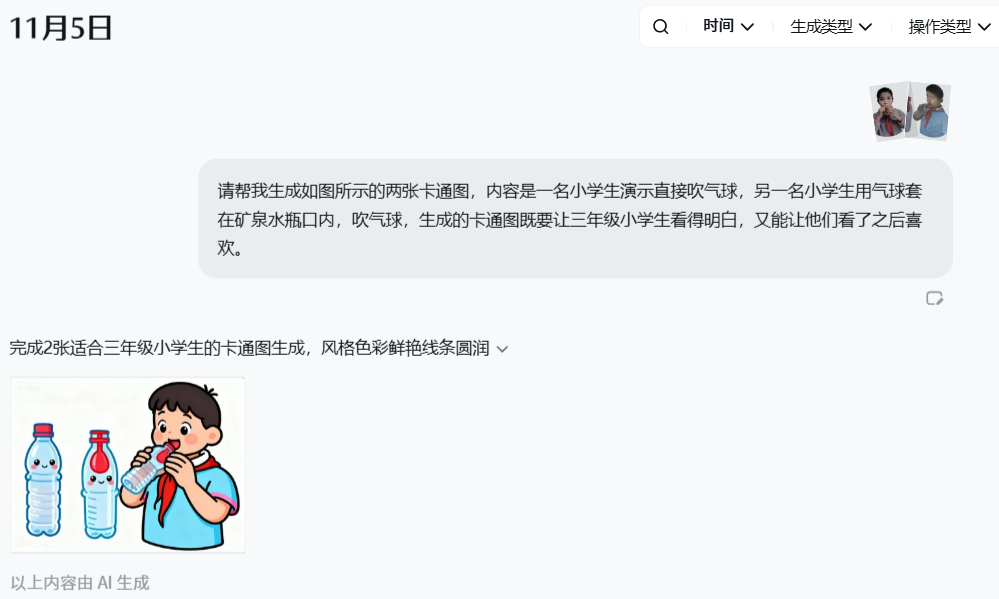 11月5日
时间
生成类型
操作类型
请帮我生成如图所示的两张卡通图，内容是一名小学生演示直接吹气球，另一名小学生用气球套
在矿泉水瓶口内，吹气球，生成的卡通图既要让三年级小学生看得明白，又能让他们看了之后喜
欢。
完成2张适合三年级小学生的卡通图生成，风格色彩鲜艳线条圆润
以上内容由 AI 生成